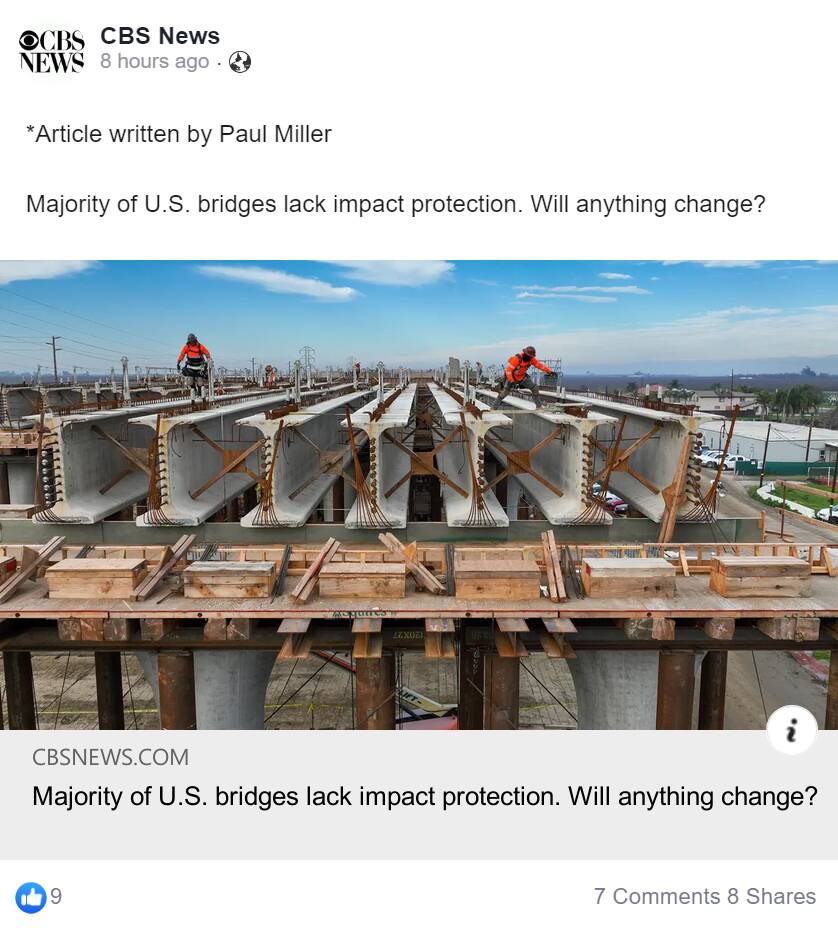 CBS NEWS
CBS News
8 hours ago ·
*Article written by Paul Miller
Majority of U.S. bridges lack impact protection. Will anything change?
CBSNEWS.COM
Majority of U.S. bridges lack impact protection. Will anything change?
9
7 Comments 8 Shares